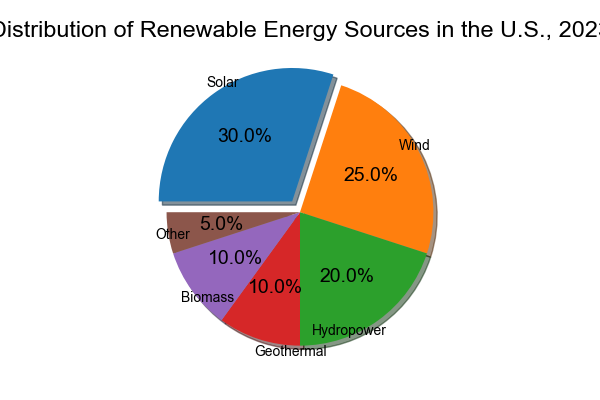 Distribution of Renewable Energy Sources in the U.S., 2023
Solar
30.0%
Wind
25.0%
5.0%
Other
10.0%
20.0%
10.0%
Biomass
Hydropower
Geothermal